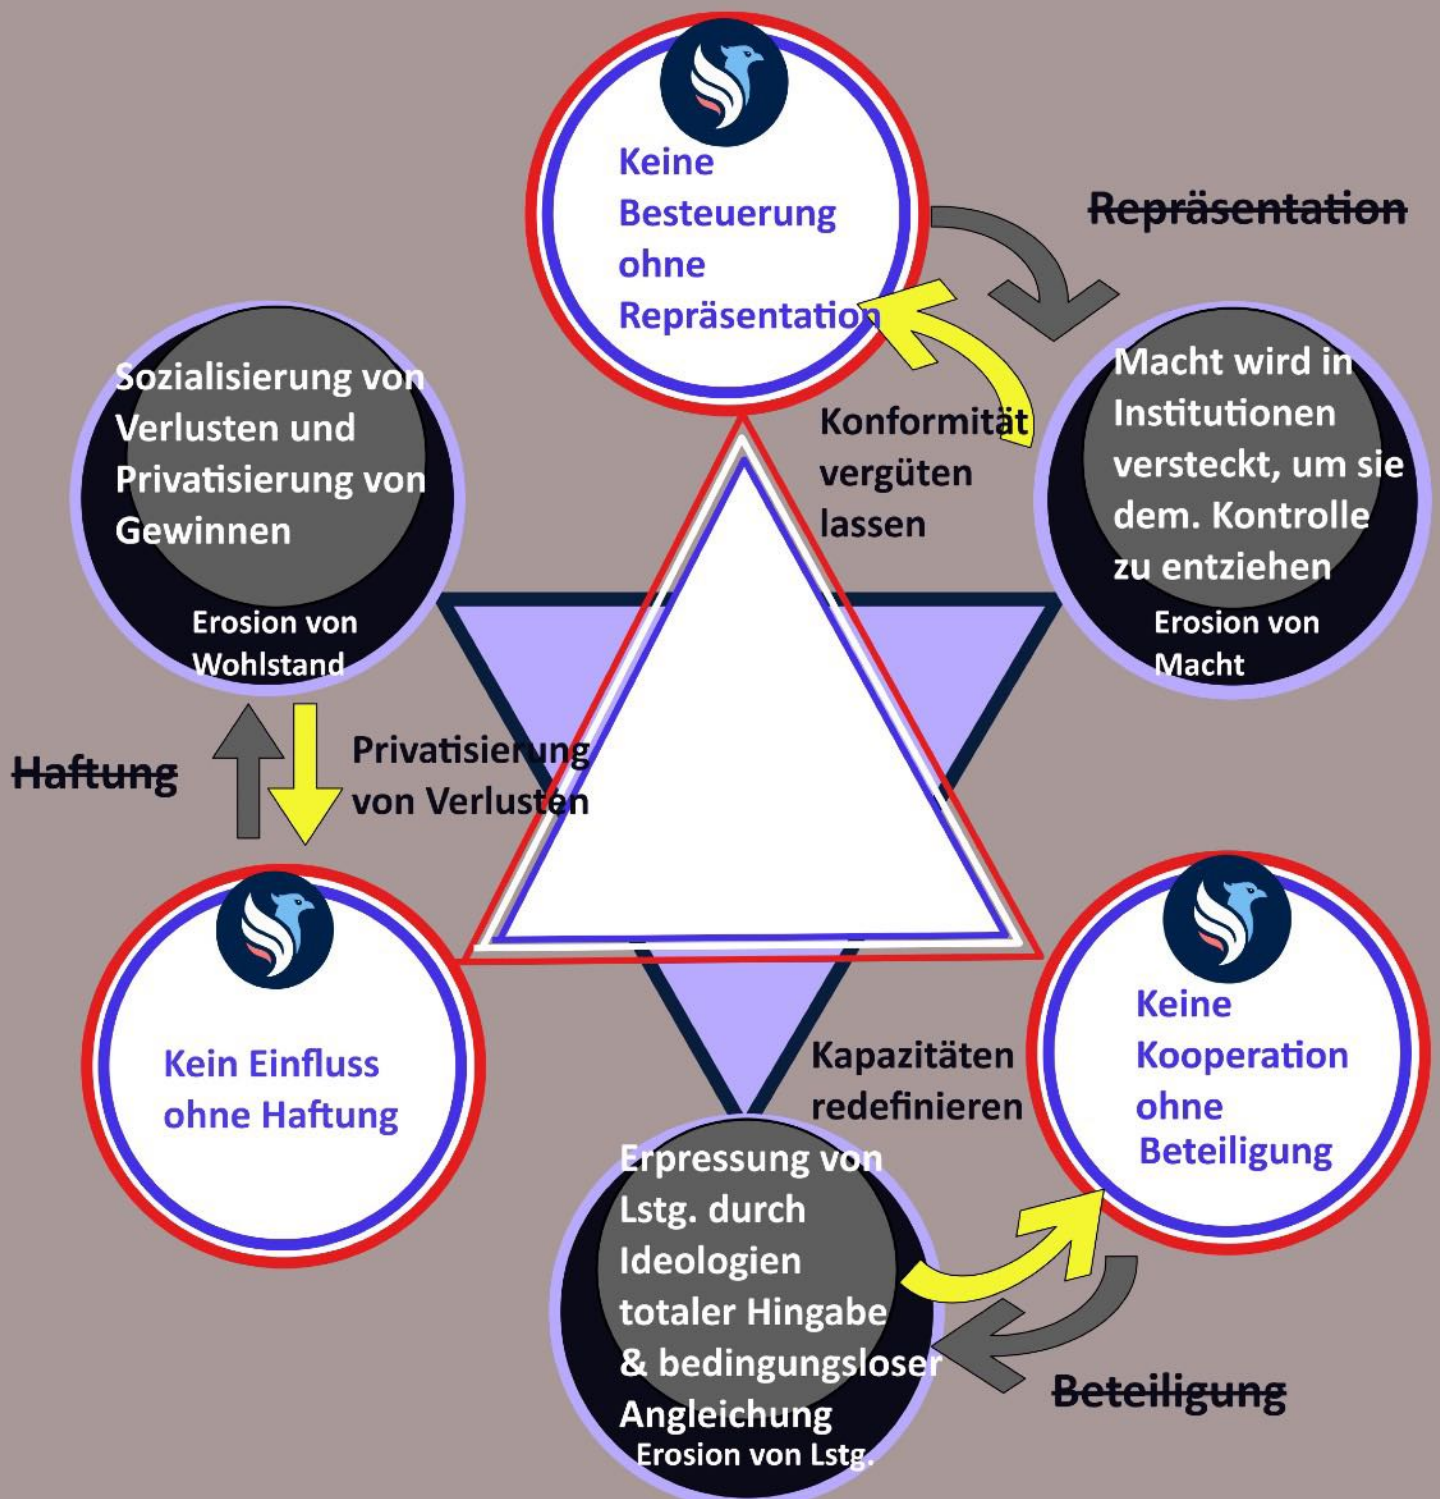 Keine
Besteuerung
ohne
Repräsentation
Repräsentation
Konformität
vergüten
lassen
Macht wird in
Institutionen
versteckt, um sie
dem. Kontrolle
zu entziehen
Erosion von
Macht
Sozialisierung von
Verlusten und
Privatisierung von
Gewinnen
Erosion von
Wohlstand
Haftung
Privatisierung
von Verlusten
Kein Einfluss
ohne Haftung
Keine
Kooperation
ohne
Beteiligung
Kapazitäten
redefinieren
Erpressung von
Lstg. durch
Ideologien
totaler Hingabe
& bedingungsloser
Angleichung
Erosion von Lstg.
Beteiligung